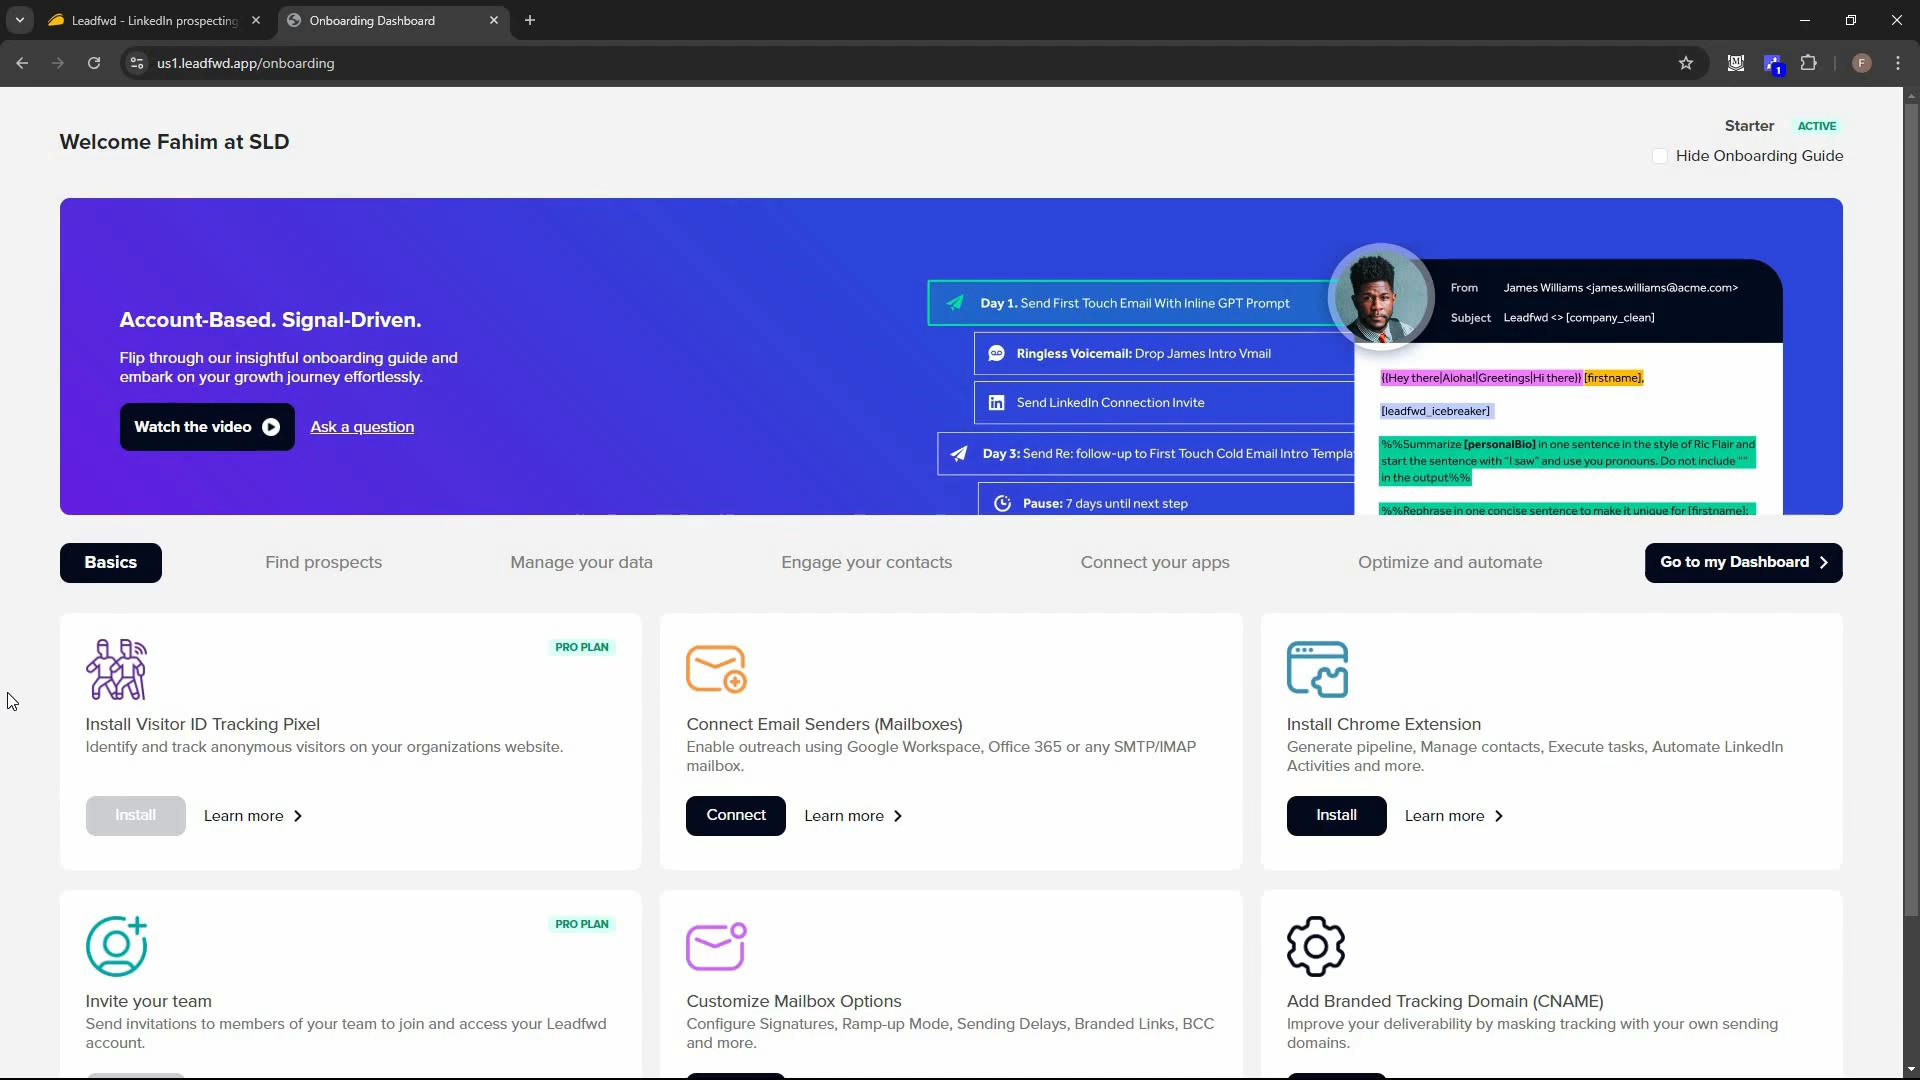 Leadfwd - LinkedIn prospecting
Onboarding Dashboard
us1.leadfwd.app/onboarding
1
F
Welcome Fahim at SLD
Starter ACTIVE
Hide Onboarding Guide
Account-Based. Signal-Driven.
Flip through our insightful onboarding guide and
embark on your growth journey effortlessly.
Watch the video
Ask a question
Day 1. Send First Touch Email With Inline GPT Prompt
Ringless Voicemail: Drop James Intro Vmail
Send LinkedIn Connection Invite
Day 3: Send Re: follow-up to First Touch Cold Email Intro Templa
Pause: 7 days until next step
From James Williams <james.williams@acme.com>
Subject Leadfwd <> [company_clean]
{{Hey there|Aloha!|Greetings|Hi there}} [firstname],
[leadfwd_icebreaker]
%%Summarize [personalBio] in one sentence in the style of Ric Flair and
start the sentence with "I saw" and use you pronouns. Do not include ""
in the output%%
%%Rephrase in one concise sentence to make it unique for [firstname]:
Basics
Find prospects
Manage your data
Engage your contacts
Connect your apps
Optimize and automate
Go to my Dashboard
PRO PLAN
Install Visitor ID Tracking Pixel
Identify and track anonymous visitors on your organizations website.
Install
Learn more
Connect Email Senders (Mailboxes)
Enable outreach using Google Workspace, Office 365 or any SMTP/IMAP
mailbox.
Connect
Learn more
Install Chrome Extension
Generate pipeline, Manage contacts, Execute tasks, Automate LinkedIn
Activities and more.
Install
Learn more
PRO PLAN
Invite your team
Send invitations to members of your team to join and access your Leadfwd
account.
Customize Mailbox Options
Configure Signatures, Ramp-up Mode, Sending Delays, Branded Links, BCC
and more.
Add Branded Tracking Domain (CNAME)
Improve your deliverability by masking tracking with your own sending
domains.